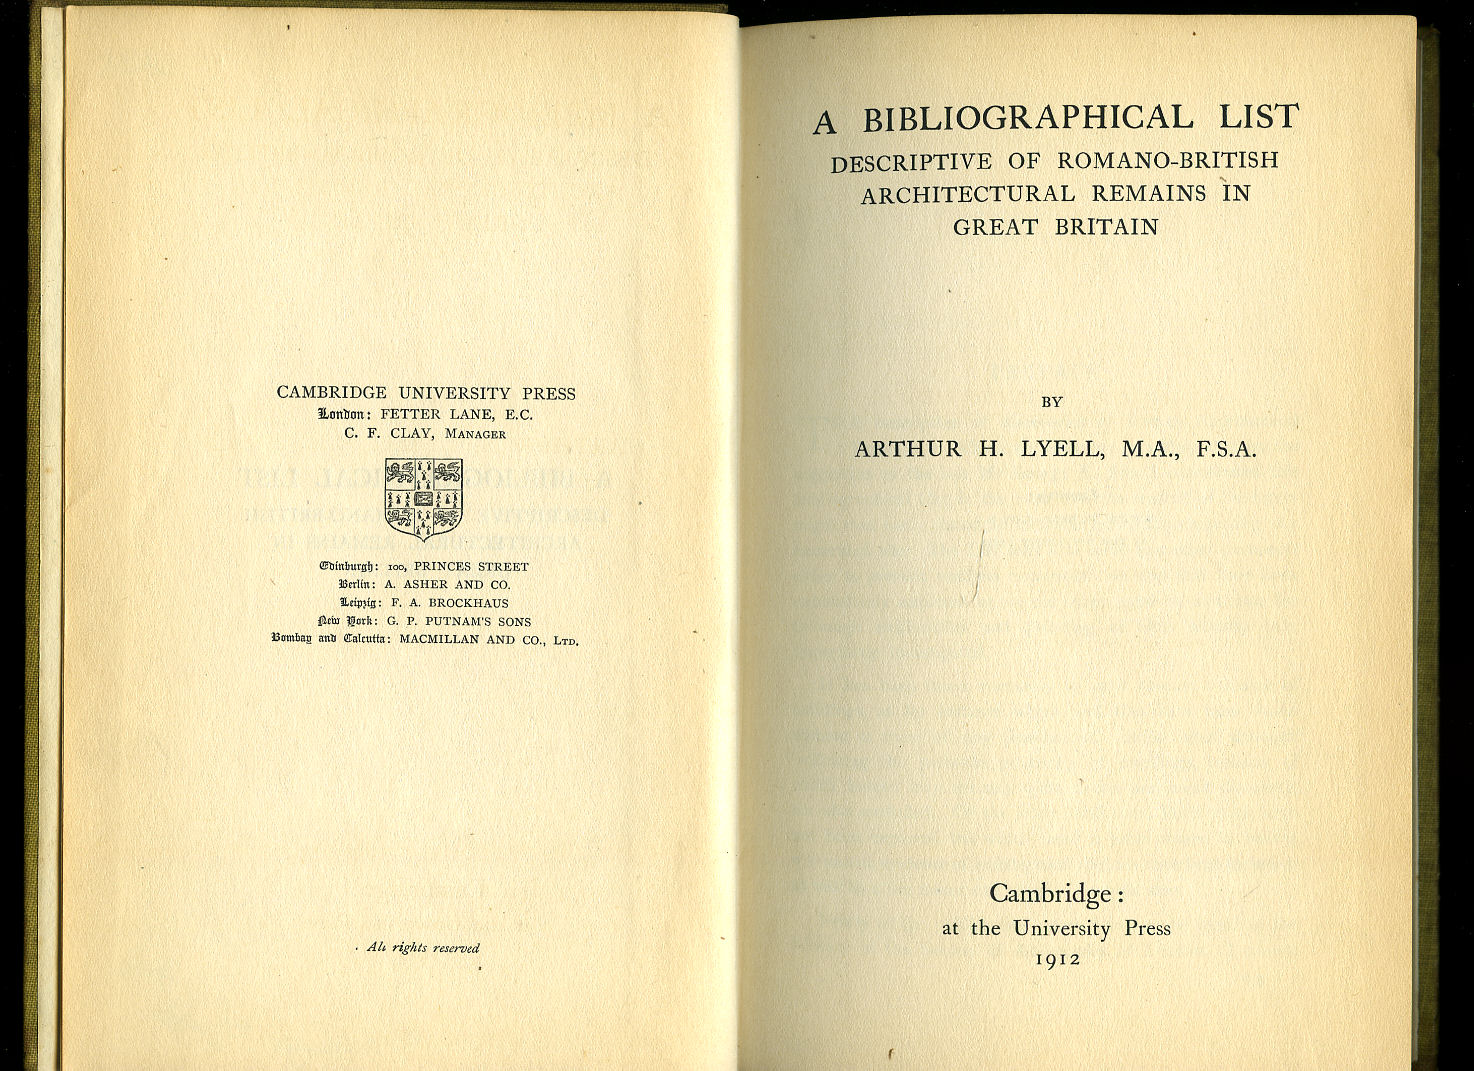 CAMBRIDGE UNIVERSITY PRESS
London: FETTER LANE, E.C.
C. F. CLAY, MANAGER
Edinburgh: 100, PRINCES STREET
Berlin: A. ASHER AND CO.
Leipzig: F. A. BROCKHAUS
New York: G. P. PUTNAM'S SONS
Bombay and Calcutta: MACMILLAN AND CO., LTD.
All rights reserved
A BIBLIOGRAPHICAL LIST
DESCRIPTIVE OF ROMANO-BRITISH
ARCHITECTURAL REMAINS IN
GREAT BRITAIN
BY
ARTHUR H. LYELL, M.A., F.S.A.
Cambridge:
at the University Press
1912